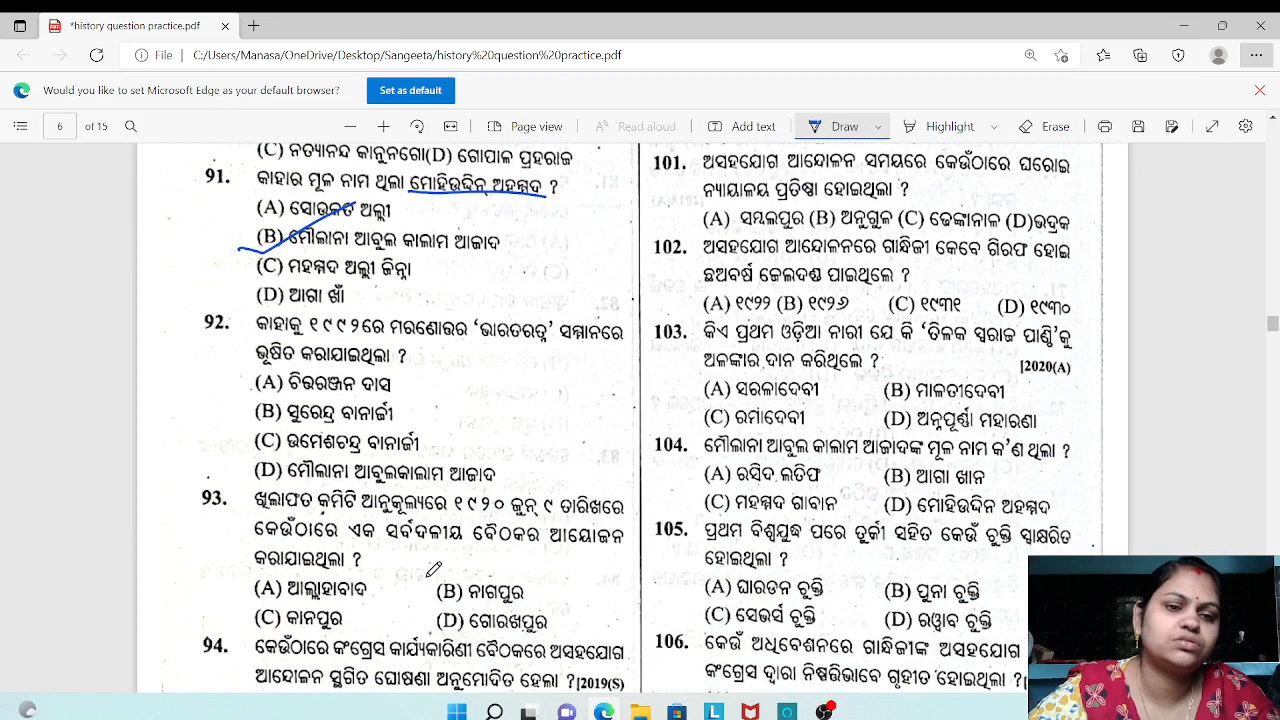 *history question practice.pdf
File
C:/Users/Manasa/OneDrive/Sangeeta/history%20question%20practice.pdf
Would you like to set Microsoft Edge as your default browser?
Set as default
6 of 15
Page view
Read aloud
Add text
Draw
Highlight
Erase
(C) ନିତ୍ୟାନନ୍ଦ କାନୁନଗୋ(D) ଗୋପାଳ ପ୍ରହରାଜ
91. କାହାର ମୂଳ ନାମ ଥିଲା ମୋହିଉଦ୍ଦିନ୍ ଅହମ୍ମଦ ?
(A) ସୌକତ ଅଲ୍ଲୀ
(B) ମୌଲାନା ଆବୁଲ କାଲାମ ଆଜାଦ
(C) ମହମ୍ମଦ ଅଲ୍ଲୀ ଜିନ୍ନା
(D) ଆଗା ଖାଁ
92. କାହାକୁ ୧୯୯୨ରେ ମରଣୋତ୍ତର ‘ଭାରତରତ୍ନ’ ସମ୍ମାନରେ
ଭୂଷିତ କରାଯାଇଥିଲା ?
(A) ଚିତ୍ତରଞ୍ଜନ ଦାସ
(B) ସୁରେନ୍ଦ୍ର ବାନାର୍ଜୀ
(C) ଉମେଶଚନ୍ଦ୍ର ବାନାର୍ଜୀ
(D) ମୌଲାନା ଆବୁଲକାଲାମ ଆଜାଦ
93. ଖିଲାଫତ କମିଟି ଆନୁକୂଲ୍ୟରେ ୧୯୨୦ ଜୁନ୍ ୯ ତାରିଖରେ
କେଉଁଠାରେ ଏକ ସର୍ବଦଳୀୟ ବୈଠକର ଆୟୋଜନ
କରାଯାଇଥିଲା ?
(A) ଆଲ୍ଲାହାବାଦ (B) ନାଗପୁର
(C) କାନପୁର (D) ଗୋରଖପୁର
94. କେଉଁଠାରେ କଂଗ୍ରେସ କାର୍ଯ୍ୟକାରିଣୀ ବୈଠକରେ ଅସହଯୋଗ
ଆନ୍ଦୋଳନ ସ୍ଥଗିତ ଘୋଷଣା ଅନୁମୋଦିତ ହେଲା ? [2019(S)
101. ଅସହଯୋଗ ଆନ୍ଦୋଳନ ସମୟରେ କେଉଁଠାରେ ଘରୋଇ
ନ୍ୟାୟାଳୟ ପ୍ରତିଷ୍ଠା ହୋଇଥିଲା ?
(A) ସମ୍ବଲପୁର (B) ଅନୁଗୁଳ (C) ଢେଙ୍କାନାଳ (D)ଭଦ୍ରକ
102. ଅସହଯୋଗ ଆନ୍ଦୋଳନରେ ଗାନ୍ଧିଜୀ କେବେ ଗିରଫ ହୋଇ
ଛଅବର୍ଷ ଜେଲଦଣ୍ଡ ପାଇଥିଲେ ?
(A) ୧୯୨୨ (B) ୧୯୨୬ (C) ୧୯୩୧ (D) ୧୯୩୦
103. କିଏ ପ୍ରଥମ ଓଡ଼ିଆ ନାରୀ ଯେ କି ‘ତିଳକ ସ୍ୱରାଜ ପାଣ୍ଠି’କୁ
ଅଳଙ୍କାର ଦାନ କରିଥିଲେ ? [2020(A)
(A) ସରଳାଦେବୀ (B) ମାଳତୀଦେବୀ
(C) ରମାଦେବୀ (D) ଅନ୍ନପୂର୍ଣ୍ଣା ମହାରଣା
104. ମୌଲାନା ଆବୁଲ କାଲାମ ଆଜାଦଙ୍କ ମୂଳ ନାମ କ’ଣ ଥିଲା ?
(A) ରସିଦ ଲତିଫ (B) ଆଗା ଖାନ
(C) ମହମ୍ମଦ ଗାବାନ (D) ମୋହିଉଦ୍ଦିନ ଅହମ୍ମଦ
105. ପ୍ରଥମ ବିଶ୍ୱଯୁଦ୍ଧ ପରେ ତୁର୍କୀ ସହିତ କେଉଁ ଚୁକ୍ତି ସ୍ୱାକ୍ଷରିତ
ହୋଇଥିଲା ?
(A) ଘାରଡନ ଚୁକ୍ତି (B) ପୁନା ଚୁକ୍ତି
(C) ସେଭର୍ସ ଚୁକ୍ତି (D) ରୱାବ ଚୁକ୍ତି
106. କେଉଁ ଅଧିବେଶନରେ ଗାନ୍ଧିଜୀଙ୍କ ଅସହଯୋଗ
କଂଗ୍ରେସ ଦ୍ୱାରା ନିଷ୍ପତ୍ତିଭାବେ ଗୃହୀତ ହୋଇଥିଲା ?